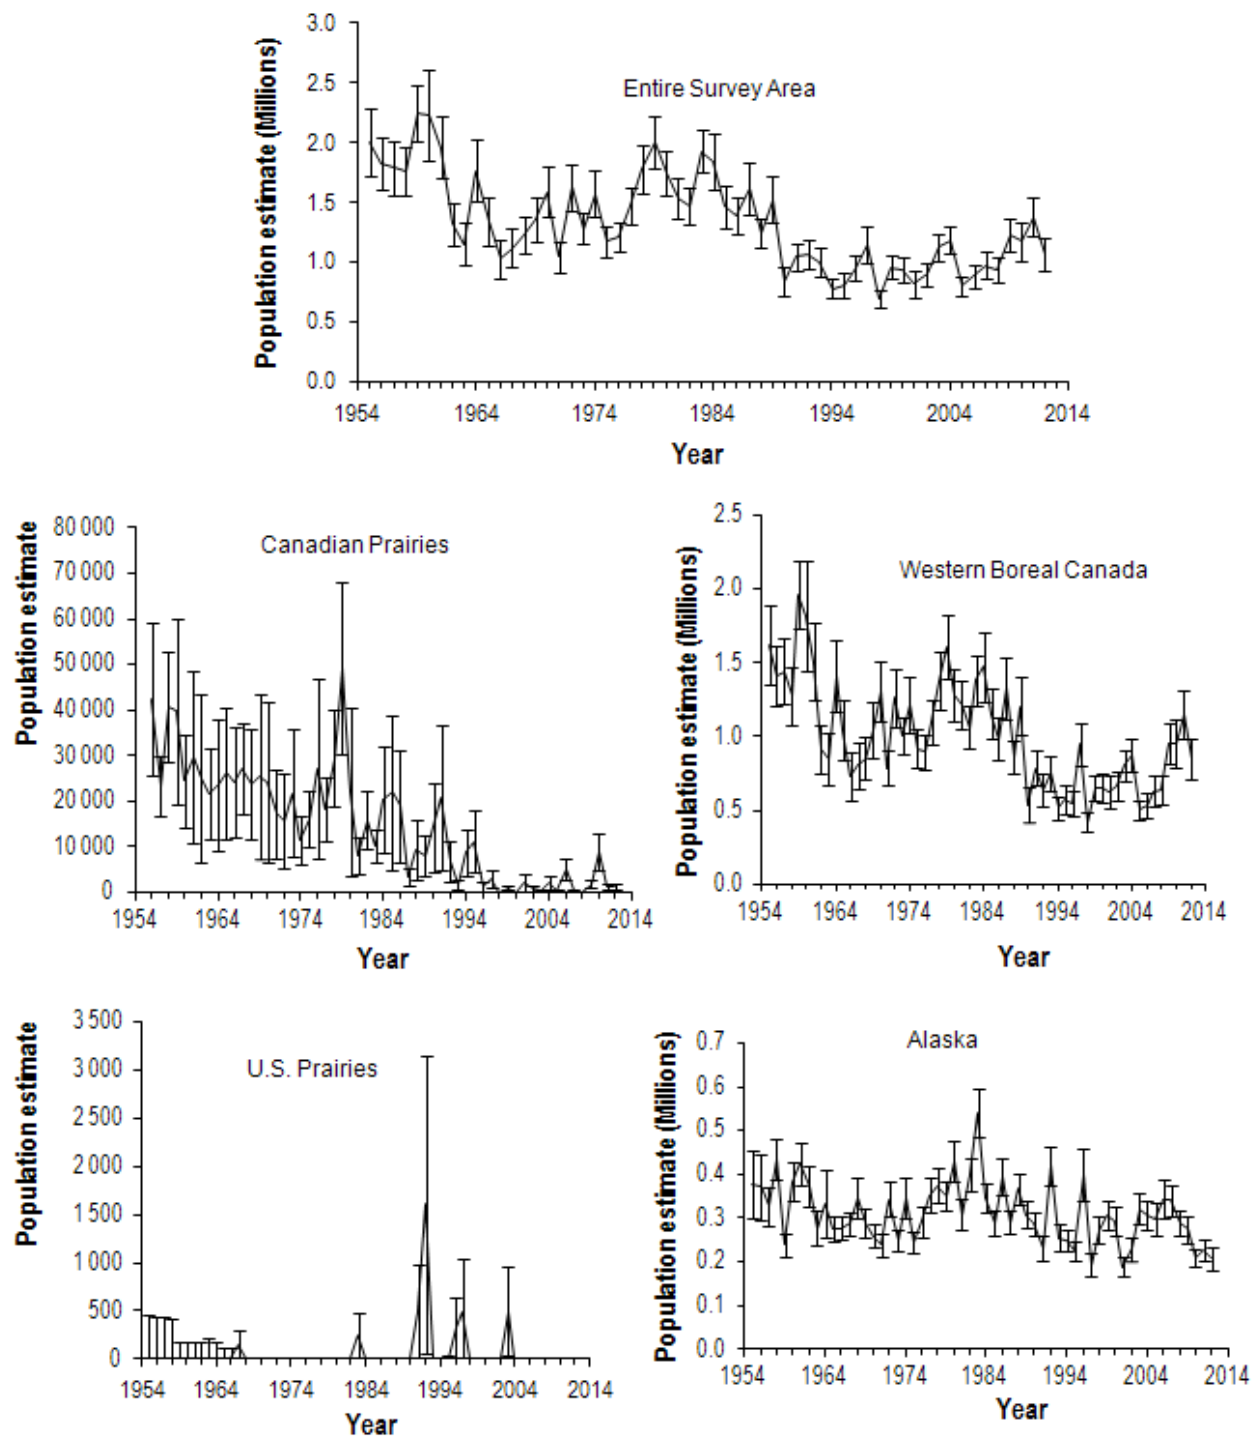 Entire Survey Area
Population estimate (Millions)
3.0
2.5
2.0
1.5
1.0
0.5
0.0
1954 1964 1974 1984 1994 2004 2014
Year
Canadian Prairies
Population estimate
80 000
70 000
60 000
50 000
40 000
30 000
20 000
10 000
0
1954 1964 1974 1984 1994 2004 2014
Year
Western Boreal Canada
Population estimate (Millions)
2.5
2.0
1.5
1.0
0.5
0.0
1954 1964 1974 1984 1994 2004 2014
Year
U.S. Prairies
Population estimate
3 500
3 000
2 500
2 000
1500
1000
500
0
1954 1964 1974 1984 1994 2004 2014
Year
Alaska
Population estimate (Millions)
0.7
0.6
0.5
0.4
0.3
0.2
0.1
0.0
1954 1964 1974 1984 1994 2004 2014
Year